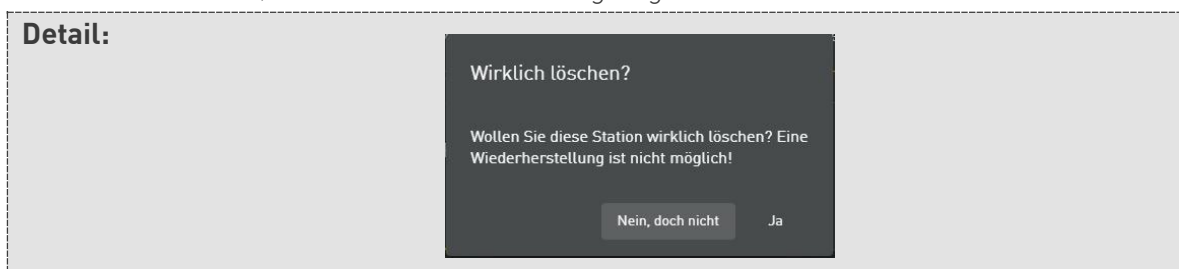 Detail:
Wirklich löschen?
Wollen Sie diese Station wirklich löschen? Eine
Wiederherstellung ist nicht möglich!
Nein, doch nicht Ja